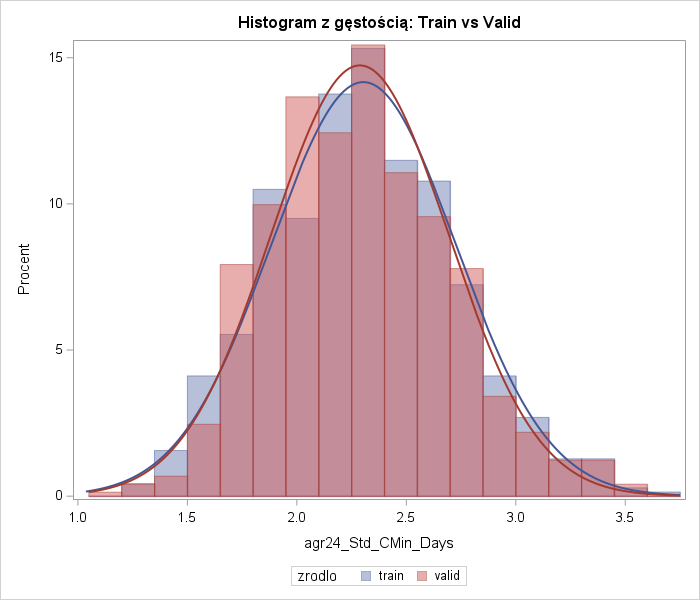 Histogram z gęstością: Train vs Valid
Procent
15
10
5
0
1.0 1.5 2.0 2.5 3.0 3.5
agr24_Std_CMin_Days
zrodlo train valid